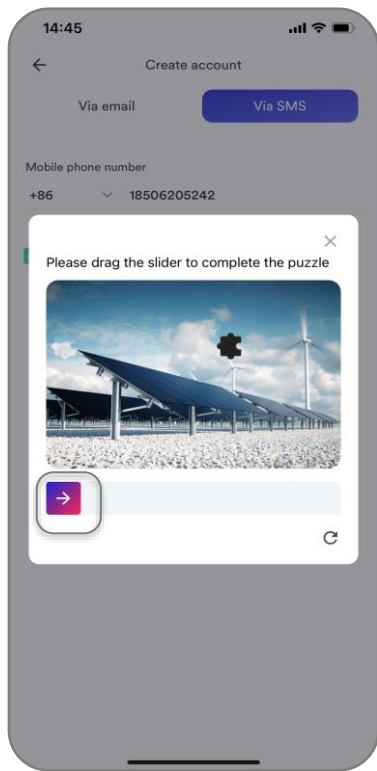 14:45
Create account
Via email
Via SMS
Mobile phone number
+86 18506205242
Please drag the slider to complete the puzzle